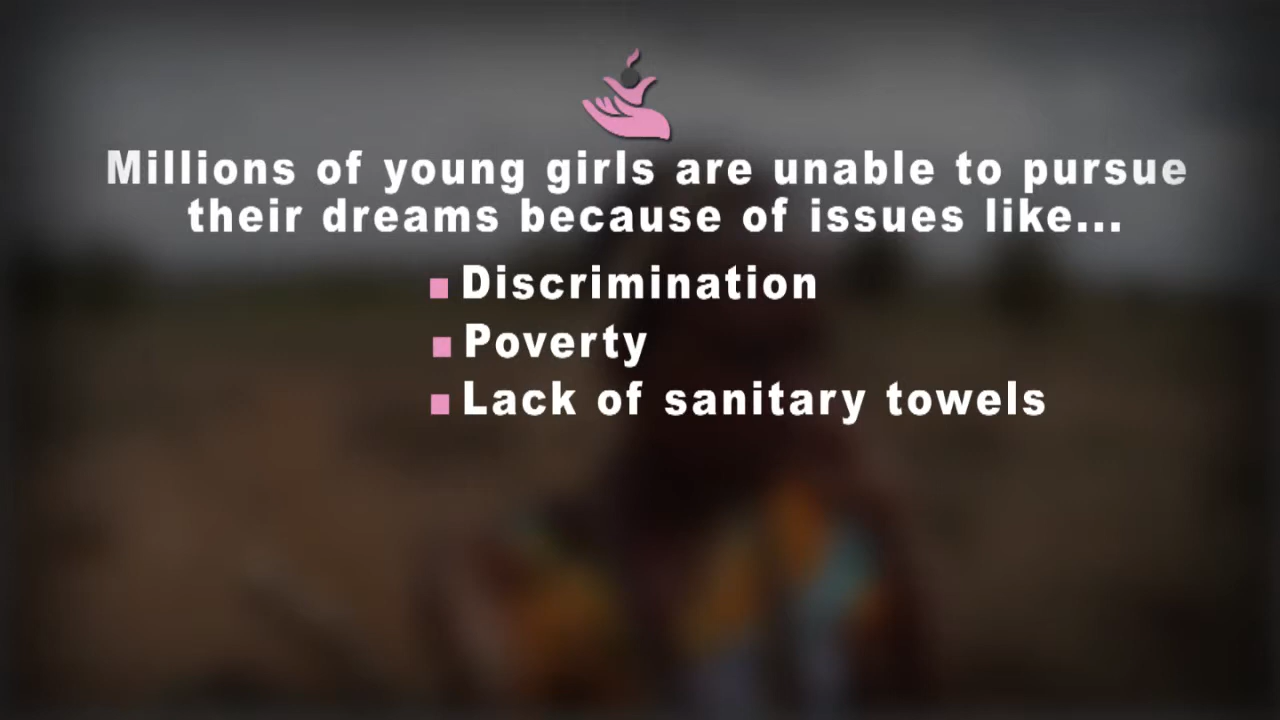 Millions of young girls are unable to pursue
their dreams because of issues like...
Discrimination
Poverty
Lack of sanitary towels